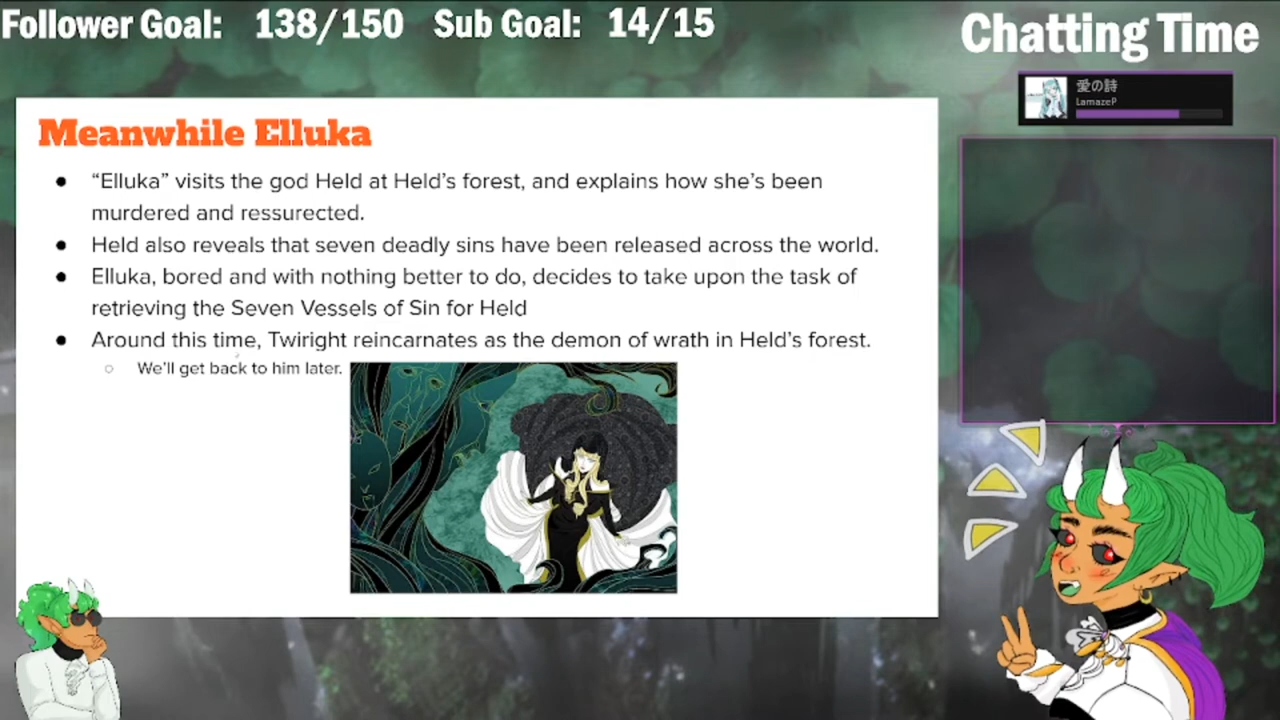 Follower Goal: 138/150 Sub Goal: 14/15
Chatting Time
愛の詩
LamazeP
Meanwhile Elluka
● “Elluka” visits the god Held at Held’s forest, and explains how she’s been
murdered and ressurected.
● Held also reveals that seven deadly sins have been released across the world.
● Elluka, bored and with nothing better to do, decides to take upon the task of
retrieving the Seven Vessels of Sin for Held
● Around this time, Twiright reincarnates as the demon of wrath in Held’s forest.
○ We’ll get back to him later.